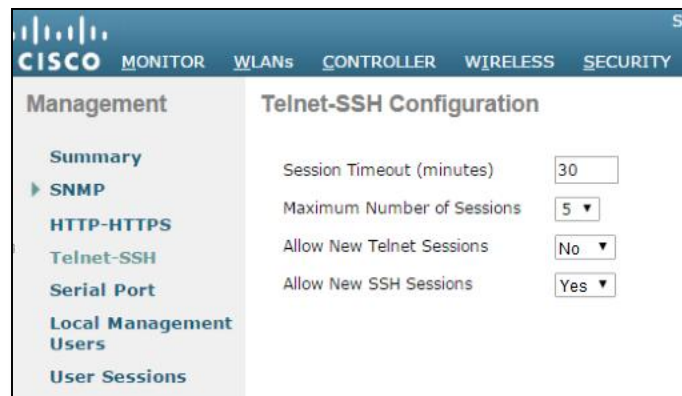 S
CISCO MONITOR WLANs CONTROLLER WIRELESS SECURITY
Management
Summary
SNMP
HTTP-HTTPS
Telnet-SSH
Serial Port
Local Management
Users
User Sessions
Telnet-SSH Configuration
Session Timeout (minutes) 30
Maximum Number of Sessions 5
Allow New Telnet Sessions No
Allow New SSH Sessions Yes